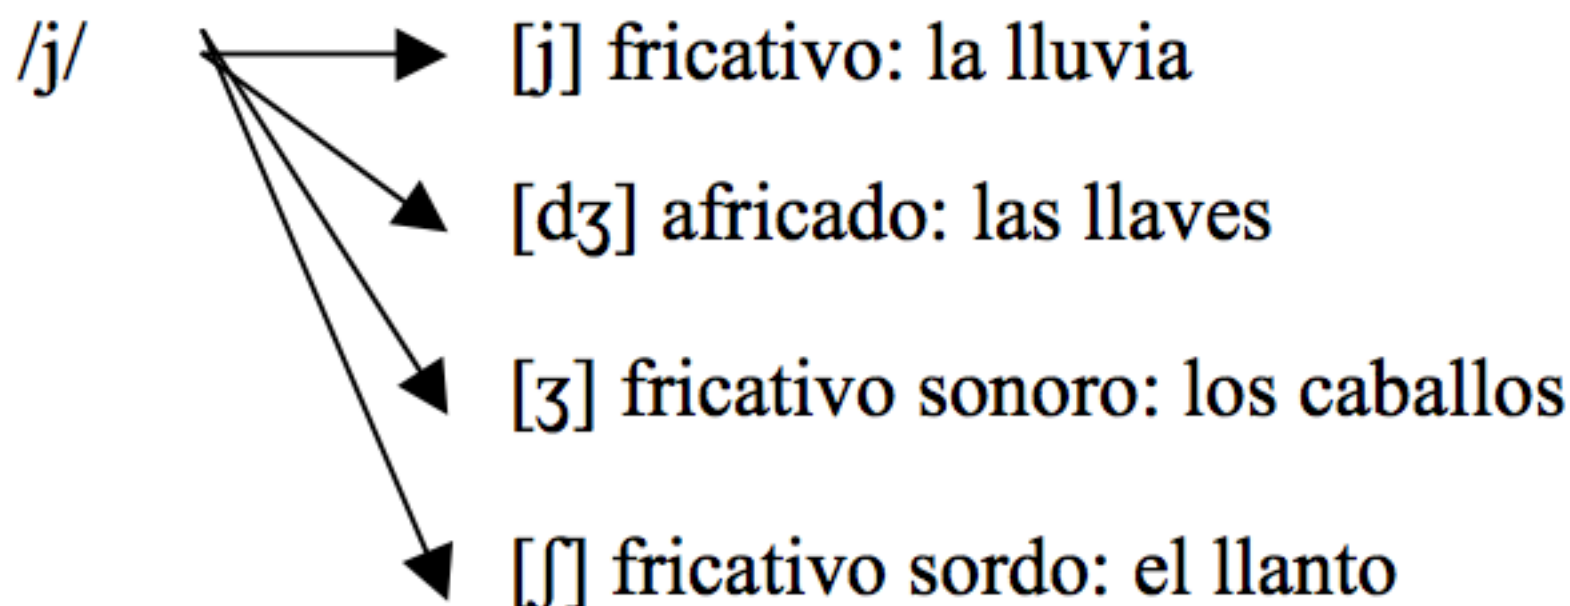 /j/ [j] fricativo: la lluvia
[dʒ] africado: las llaves
[ʒ] fricativo sonoro: los caballos
[ʃ] fricativo sordo: el llanto